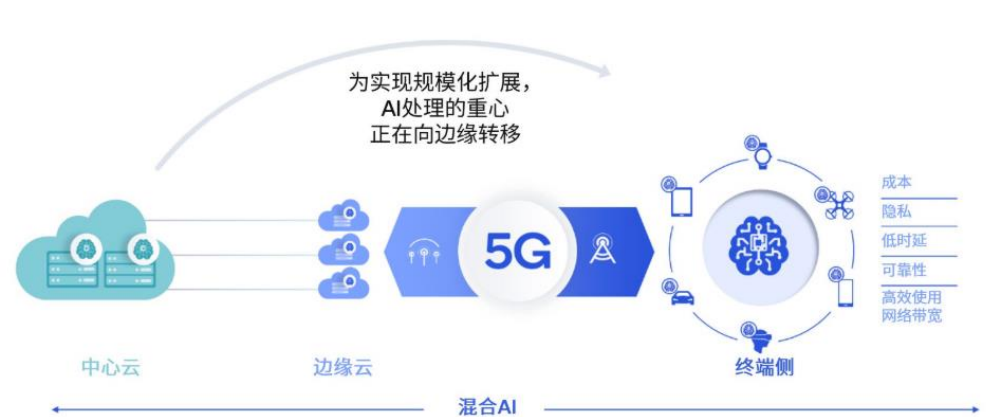 为实现规模化扩展，
AI处理的重心
正在向边缘转移
5G
成本
隐私
低时延
可靠性
高效使用
网络带宽
中心云
边缘云
终端侧
混合AI